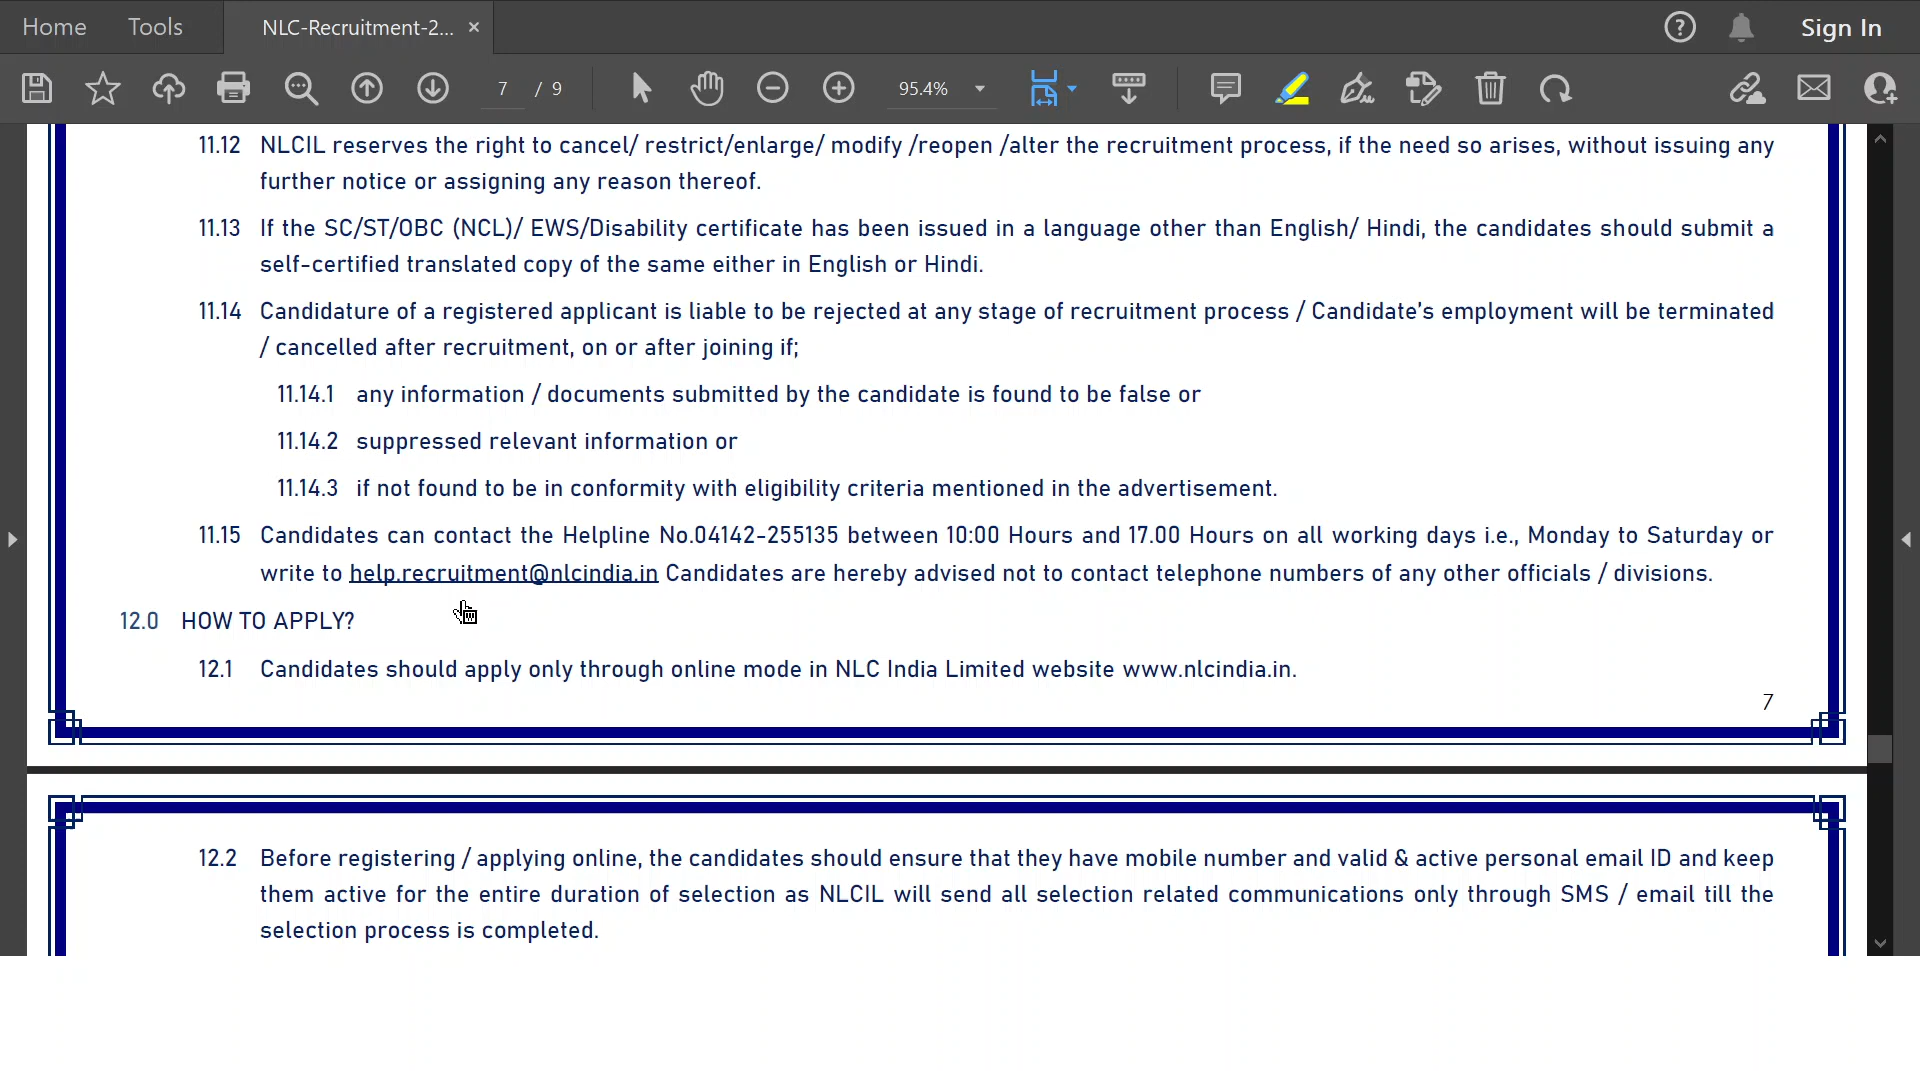 Home Tools NLC-Recruitment-2... × ? Sign In
7 / 9 95.4%
11.12 NLCIL reserves the right to cancel/ restrict/enlarge/ modify /reopen /alter the recruitment process, if the need so arises, without issuing any
further notice or assigning any reason thereof.
11.13 If the SC/ST/OBC (NCL)/ EWS/Disability certificate has been issued in a language other than English/ Hindi, the candidates should submit a
self-certified translated copy of the same either in English or Hindi.
11.14 Candidature of a registered applicant is liable to be rejected at any stage of recruitment process / Candidate's employment will be terminated
/ cancelled after recruitment, on or after joining if;
11.14.1 any information / documents submitted by the candidate is found to be false or
11.14.2 suppressed relevant information or
11.14.3 if not found to be in conformity with eligibility criteria mentioned in the advertisement.
11.15 Candidates can contact the Helpline No.04142-255135 between 10:00 Hours and 17.00 Hours on all working days i.e., Monday to Saturday or
write to help.recruitment@nlcindia.in Candidates are hereby advised not to contact telephone numbers of any other officials / divisions.
12.0 HOW TO APPLY?
12.1 Candidates should apply only through online mode in NLC India Limited website www.nlcindia.in.
7
12.2 Before registering / applying online, the candidates should ensure that they have mobile number and valid & active personal email ID and keep
them active for the entire duration of selection as NLCIL will send all selection related communications only through SMS / email till the
selection process is completed.